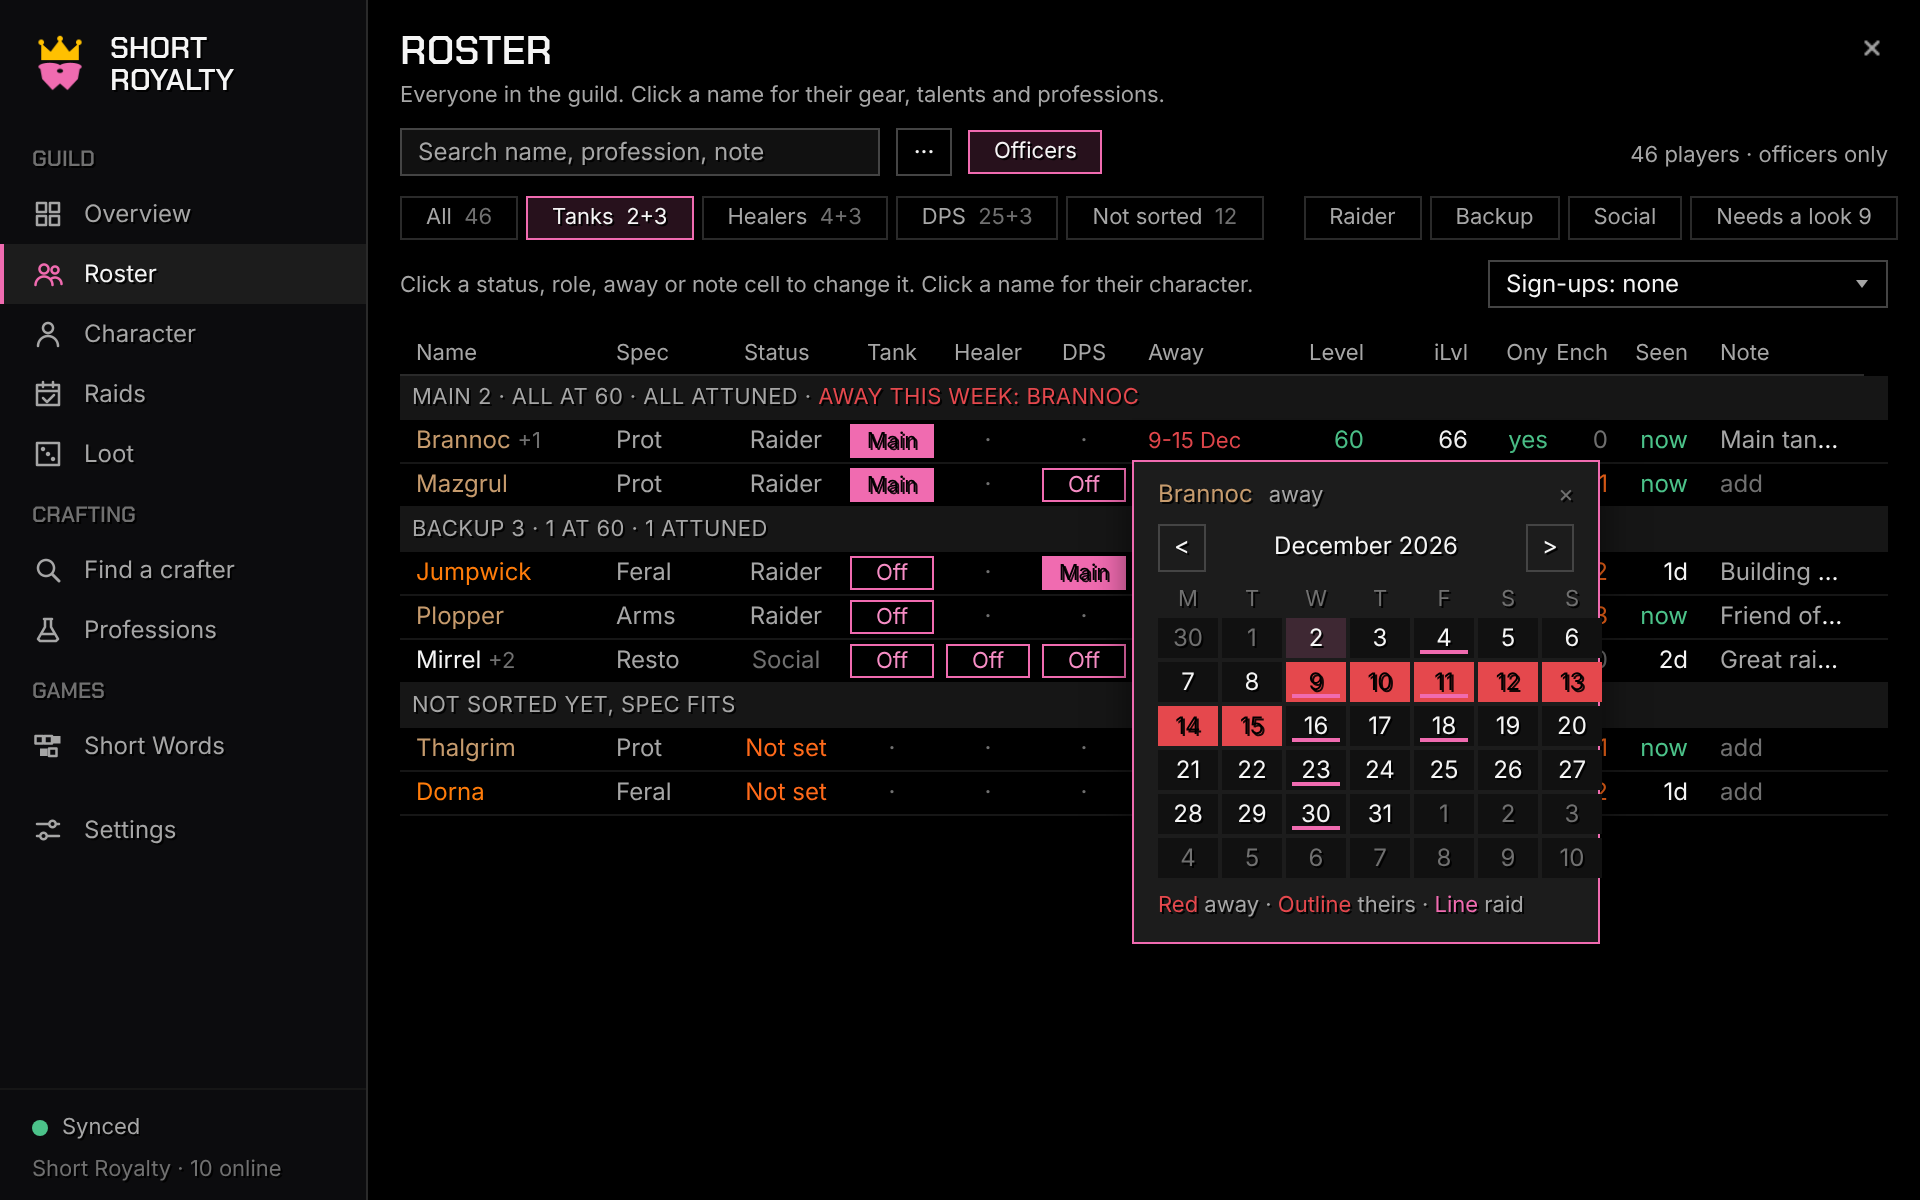 SHORT
ROYALTY
GUILD
Overview
Roster
Character
Raids
Loot
CRAFTING
Find a crafter
Professions
GAMES
Short Words
Settings
Synced
Short Royalty · 10 online
ROSTER
×
Everyone in the guild. Click a name for their gear, talents and professions.
Search name, profession, note
...
Officers
46 players · officers only
All 46
Tanks 2+3
Healers 4+3
DPS 25+3
Not sorted 12
Raider
Backup
Social
Needs a look 9
Click a status, role, away or note cell to change it. Click a name for their character.
Sign-ups: none
Name Spec Status Tank Healer DPS Away Level iLvl Ony Ench Seen Note
MAIN 2 · ALL AT 60 · ALL ATTUNED · AWAY THIS WEEK: BRANNOC
Brannoc +1 Prot Raider Main · · 9-15 Dec 60 66 yes 0 now Main tan...
Mazgrul Prot Raider Main · Off 1 now add
BACKUP 3 · 1 AT 60 · 1 ATTUNED
Jumpwick Feral Raider Off · Main 2 1d Building ...
Plopper Arms Raider Off · · 3 now Friend of...
Mirrel +2 Resto Social Off Off Off 2d Great rai...
NOT SORTED YET, SPEC FITS
Thalgrim Prot Not set · · · 1 now add
Dorna Feral Not set · · · 2 1d add
Brannoc away ×
< December 2026 >
M T W T F S S
30 1 2 3 4 5 6
7 8 9 10 11 12 13
14 15 16 17 18 19 20
21 22 23 24 25 26 27
28 29 30 31 1 2 3
4 5 6 7 8 9 10
Red away · Outline theirs · Line raid